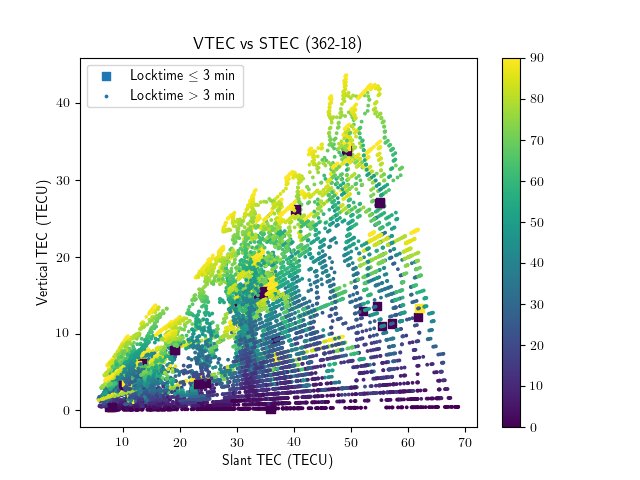 VTEC vs STEC (362-18)
Locktime ≤ 3 min
Locktime > 3 min
Vertical TEC (TECU)
40
30
20
10
0
10 20 30 40 50 60 70
Slant TEC (TECU)
90
80
70
60
50
40
30
20
10
0